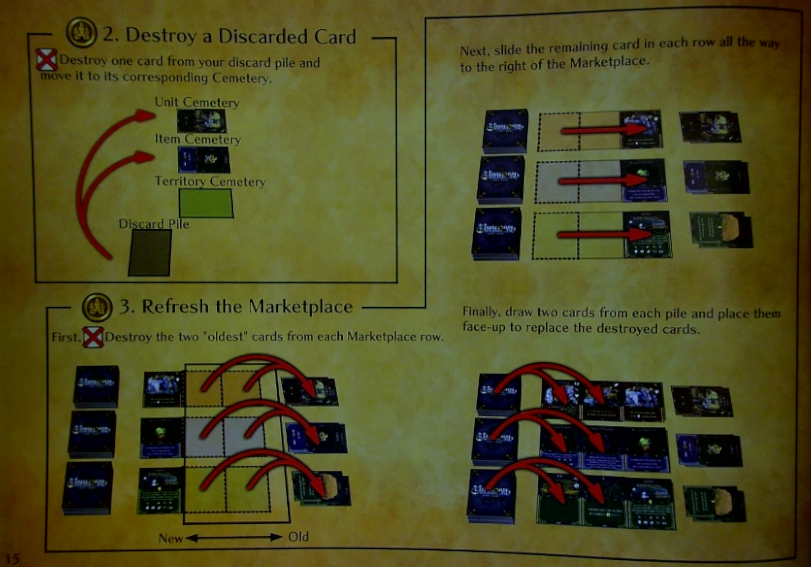 2. Destroy a Discarded Card
Destroy one card from your discard pile and
move it to its corresponding Cemetery.
Unit Cemetery
Item Cemetery
Territory Cemetery
Discard Pile
3. Refresh the Marketplace
First, Destroy the two "oldest" cards from each Marketplace row.
New
Old
Next, slide the remaining card in each row all the way
to the right of the Marketplace.
Finally, draw two cards from each pile and place them
face-up to replace the destroyed cards.
15